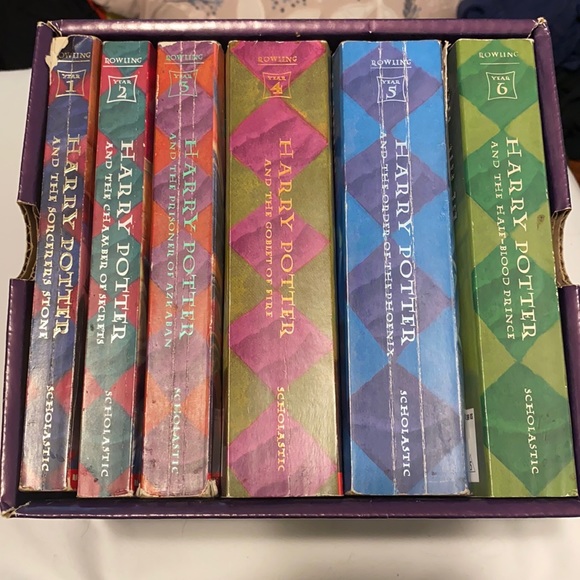 ROWLING
YEAR
1
HARRY POTTER
AND THE SORCERER'S STONE
SCHOLASTIC
ROWLING
YEAR
2
HARRY POTTER
AND THE CHAMBER OF SECRETS
SCHOLASTIC
ROWLING
YEAR
3
HARRY POTTER
AND THE PRISONER OF AZKABAN
SCHOLASTIC
ROWLING
YEAR
4
HARRY POTTER
AND THE GOBLET OF FIRE
SCHOLASTIC
ROWLING
YEAR
5
HARRY POTTER
AND THE ORDER OF THE PHOENIX
SCHOLASTIC
ROWLING
YEAR
6
HARRY POTTER
AND THE HALF-BLOOD PRINCE
SCHOLASTIC